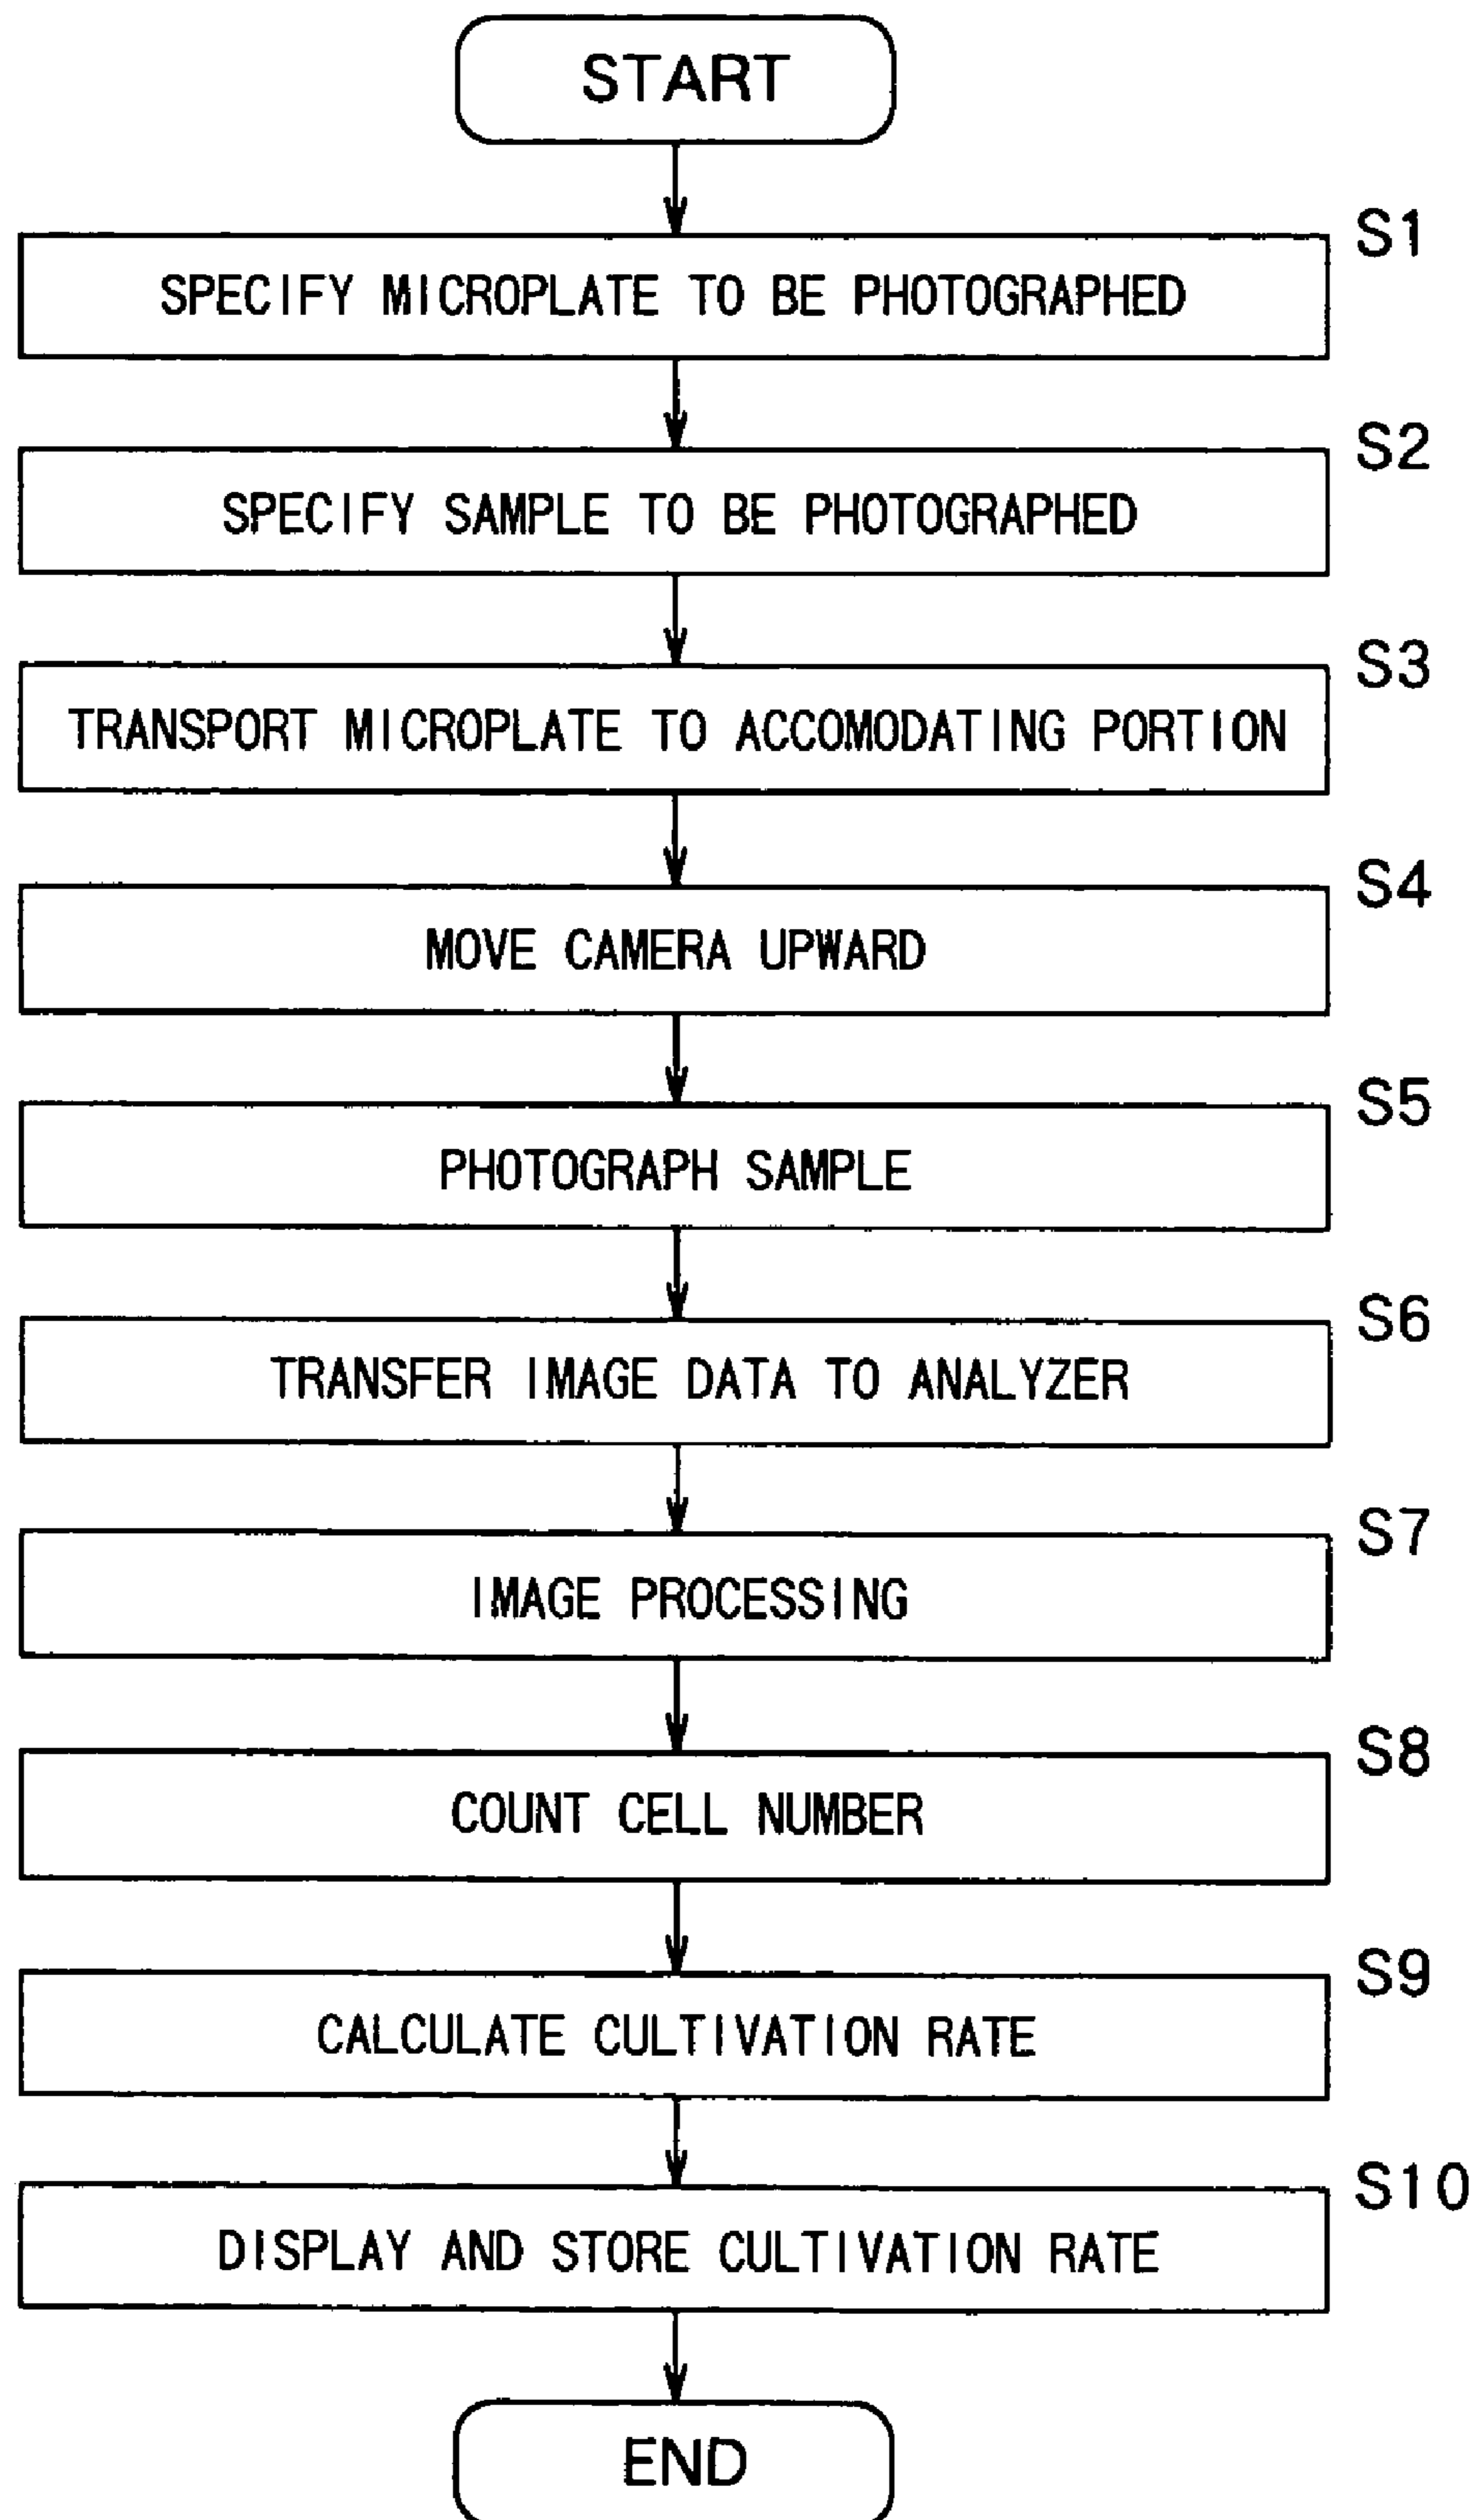 START
S1
SPECIFY MICROPLATE TO BE PHOTOGRAPHED
S2
SPECIFY SAMPLE TO BE PHOTOGRAPHED
S3
TRANSPORT MICROPLATE TO ACCOMODATING PORTION
S4
MOVE CAMERA UPWARD
S5
PHOTOGRAPH SAMPLE
S6
TRANSFER IMAGE DATA TO ANALYZER
S7
IMAGE PROCESSING
S8
COUNT CELL NUMBER
S9
CALCULATE CULTIVATION RATE
S10
DISPLAY AND STORE CULTIVATION RATE
END